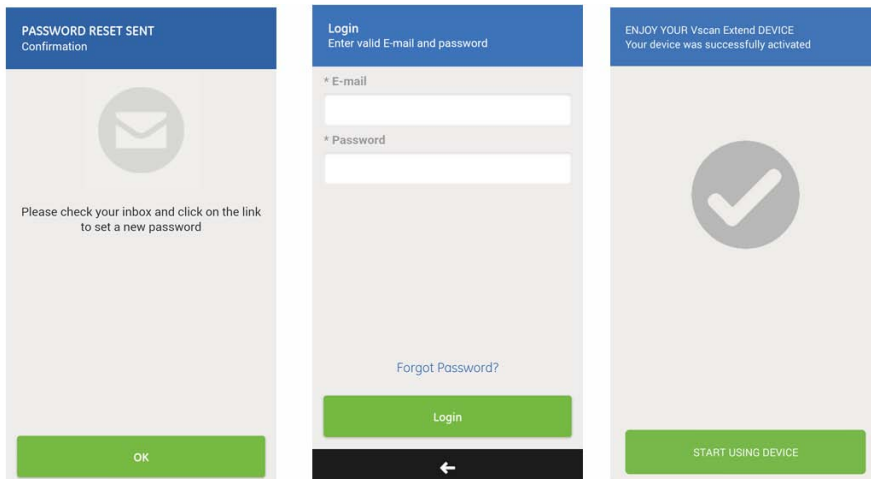 PASSWORD RESET SENT
Confirmation
Please check your inbox and click on the link
to set a new password
OK
Login
Enter valid E-mail and password
* E-mail
* Password
Forgot Password?
Login
ENJOY YOUR Vscan Extend DEVICE
Your device was successfully activated
START USING DEVICE